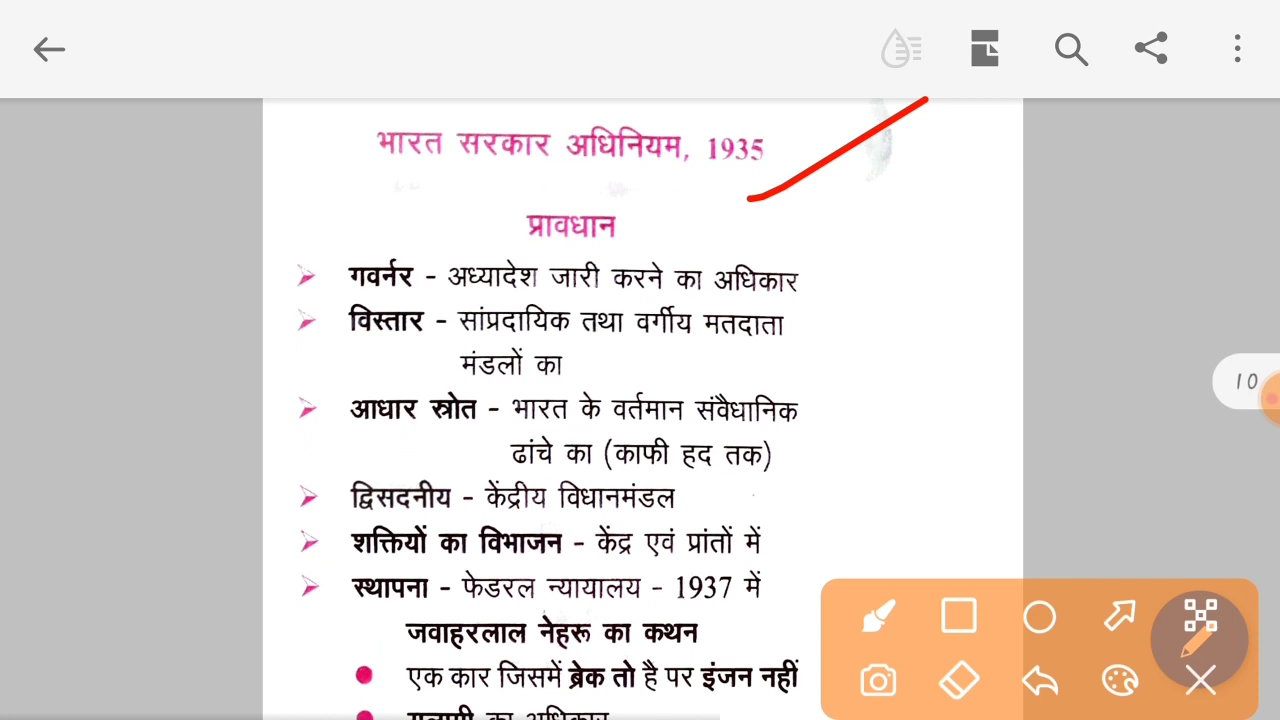 भारत सरकार अधिनियम, 1935
प्रावधान
गवर्नर - अध्यादेश जारी करने का अधिकार
विस्तार - सांप्रदायिक तथा वर्गीय मतदाता
मंडलों का
आधार स्त्रोत - भारत के वर्तमान संवैधानिक
ढांचे का (काफी हद तक)
द्विसदनीय - केंद्रीय विधानमंडल
शक्तियों का विभाजन - केंद्र एवं प्रांतों में
स्थापना - फेडरल न्यायालय - 1937 में
जवाहरलाल नेहरू का कथन
एक कार जिसमें ब्रेक तो है पर इंजन नहीं
का अधिकार
10